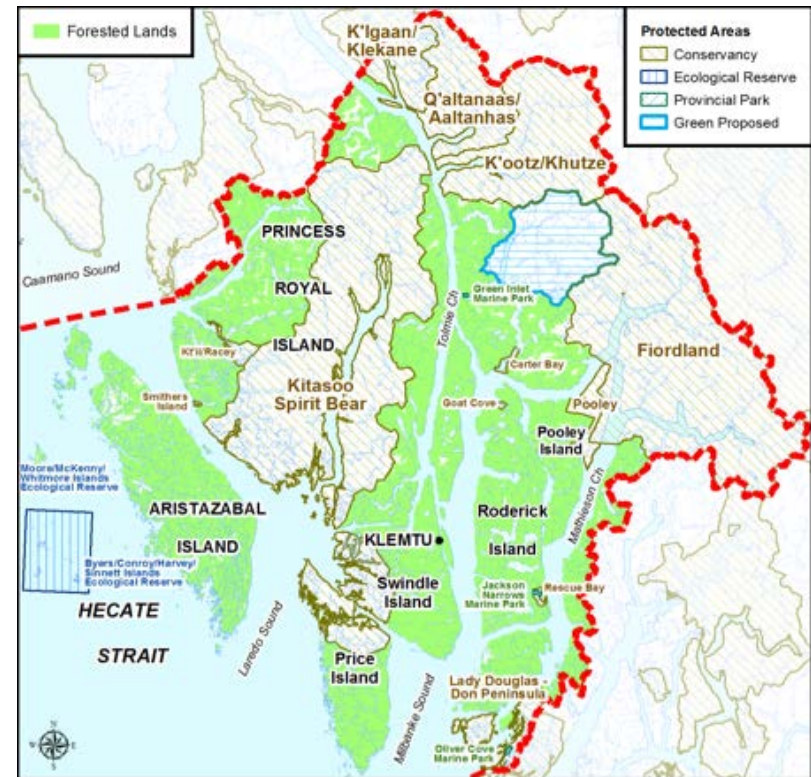 Forested Lands
Protected Areas
Conservancy
Ecological Reserve
Provincial Park
Green Proposed
K'lgaan/
Klekane
Q'altanaas/
Aaltanhas
K'ootz/Khutze
PRINCESS
ROYAL
ISLAND
Caamano Sound
Tolmie Ch
Green Inlet
Marine Park
Fiordland
Carter Bay
Pooley
Goat Cove
Pooley
Island
Smithers
Island
Kitasoo
Spirit Bear
Moore/McKenny/
Whitmore Islands
Ecological Reserve
ARISTAZABAL
ISLAND
Byers/Conroy/Harvey/
Sinnett Islands
Ecological Reserve
KLEMTU
Roderick
Island
Mathieson Ch
Swindle
Island
Jackson
Narrows
Marine Park
Rescue Bay
HECATE
STRAIT
Laredo Sound
Price
Island
Milbanke Sound
Lady Douglas -
Don Peninsula
Oliver Cove
Marine Park
N
W
E
S